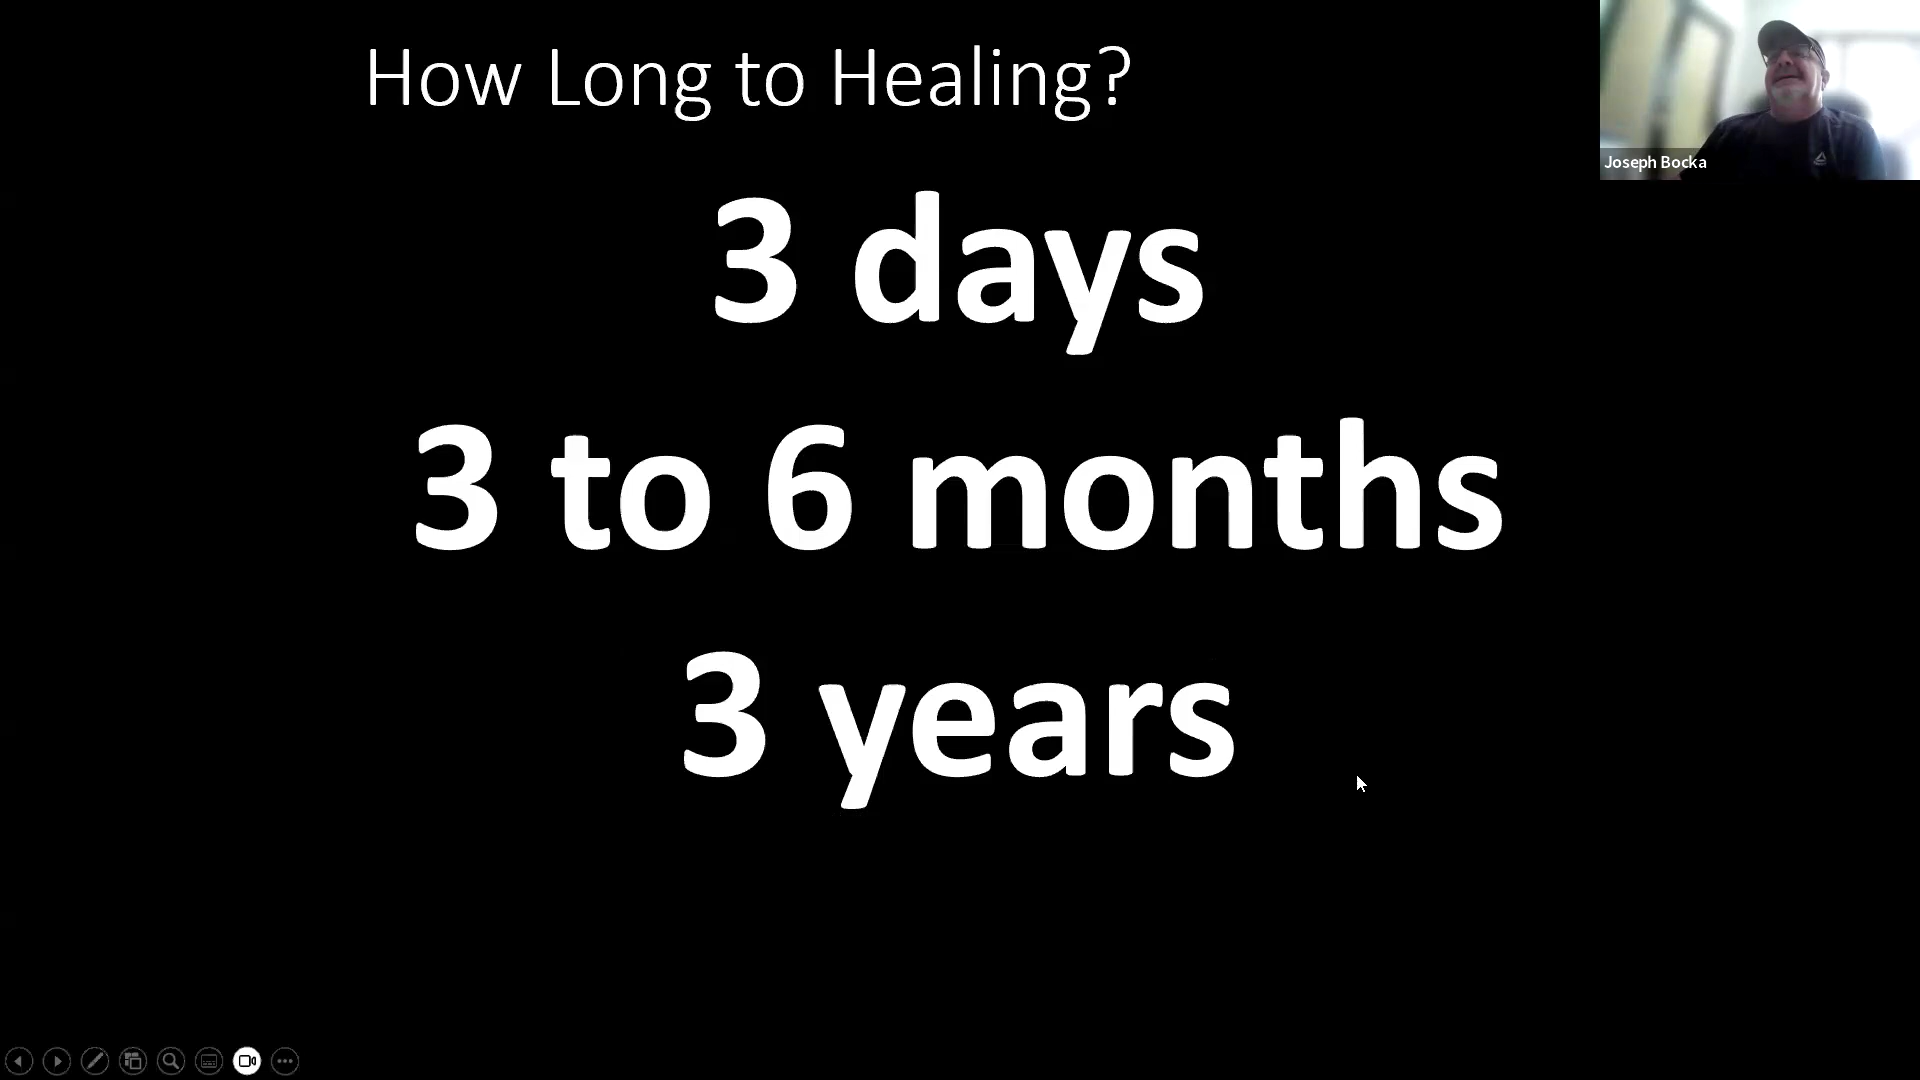 How Long to Healing?
3 days
3 to 6 months
3 years
Joseph Bocka